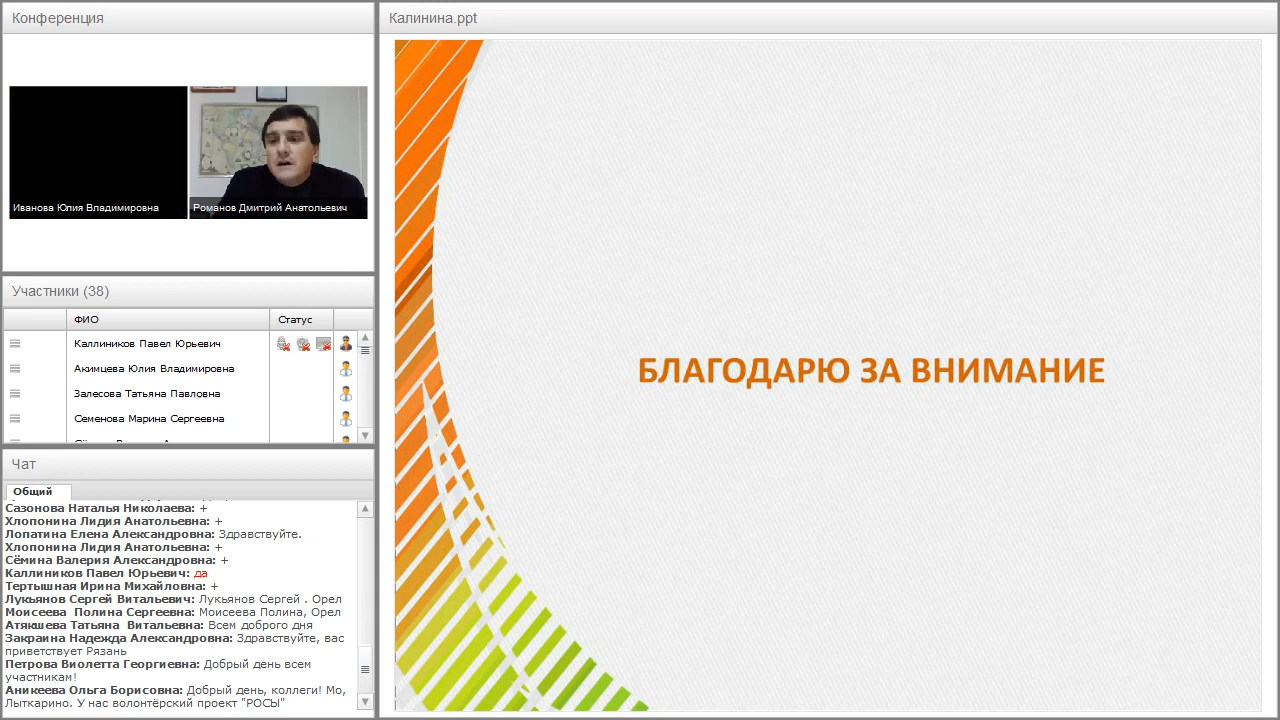 Конференция
Иванова Юлия Владимировна
Романов Дмитрий Анатольевич
Участники (38)
ФИО Статус
Каллиников Павел Юрьевич
Акимцева Юлия Владимировна
Залесова Татьяна Павловна
Семенова Марина Сергеевна
Чат
Общий
Сазонова Наталья Николаева: +
Хлопонина Лидия Анатольевна: +
Лопатина Елена Александровна: Здравствуйте.
Хлопонина Лидия Анатольевна: +
Сёмина Валерия Александровна: +
Каллиников Павел Юрьевич: да
Тертышная Ирина Михайловна: +
Лукьянов Сергей Витальевич: Лукьянов Сергей . Орел
Моисеева Полина Сергеевна: Моисеева Полина, Орел
Атякшева Татьяна Витальевна: Всем доброго дня
Закраина Надежда Александровна: Здравствуйте, вас
приветствует Рязань
Петрова Виолетта Георгиевна: Добрый день всем
участникам!
Аникеева Ольга Борисовна: Добрый день, коллеги! Мо,
Лыткарино. У нас волонтёрский проект "РОСЫ"
Калинина.ppt
БЛАГОДАРЮ ЗА ВНИМАНИЕ